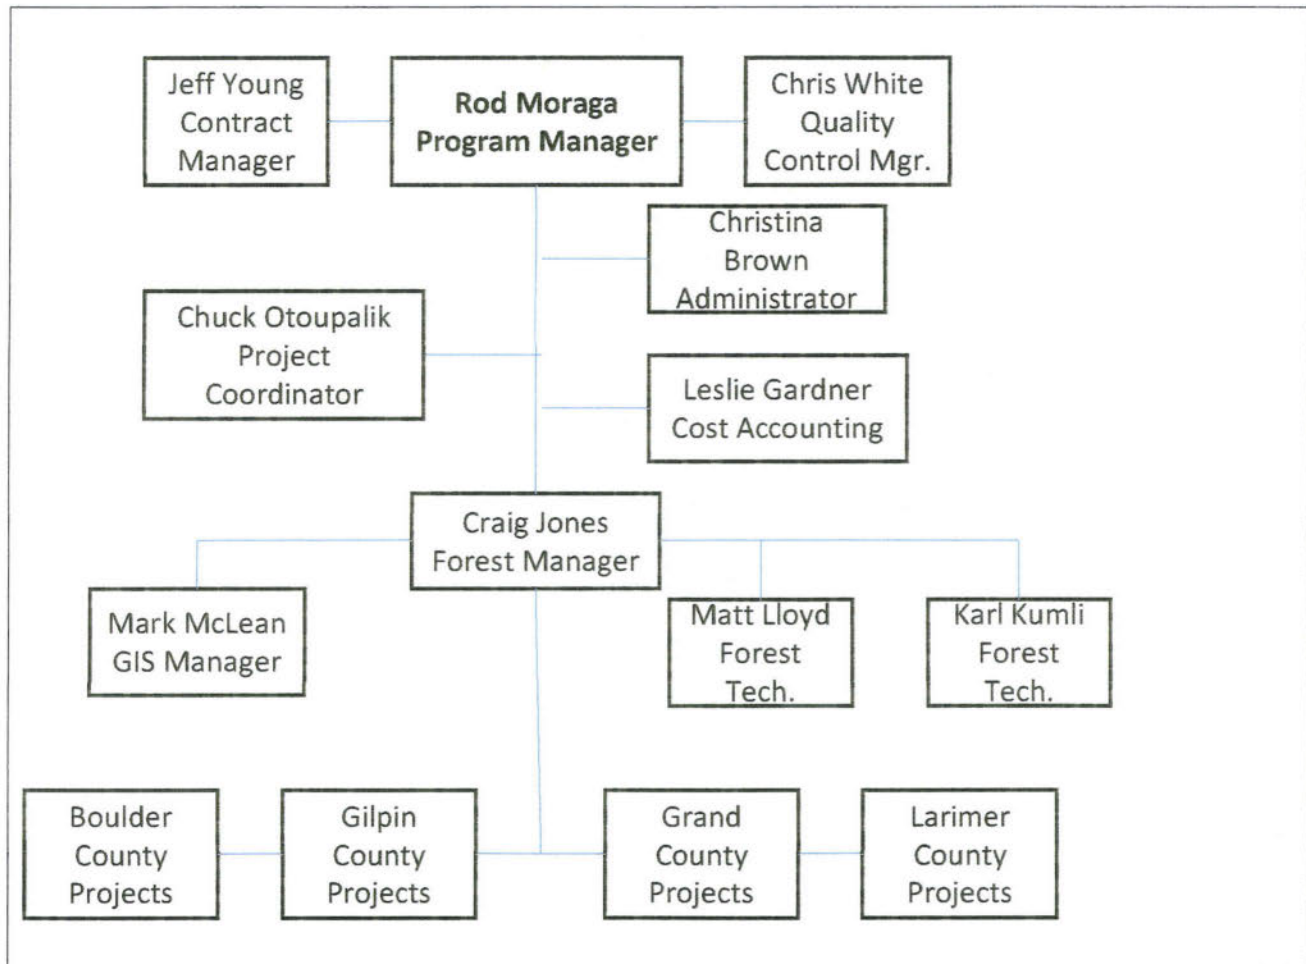 Jeff Young
Contract
Manager
Rod Moraga
Program Manager
Chris White
Quality
Control Mgr.
Christina
Brown
Administrator
Chuck Otoupalik
Project
Coordinator
Leslie Gardner
Cost Accounting
Craig Jones
Forest Manager
Mark McLean
GIS Manager
Matt Lloyd
Forest
Tech.
Karl Kumli
Forest
Tech.
Boulder
County
Projects
Gilpin
County
Projects
Grand
County
Projects
Larimer
County
Projects